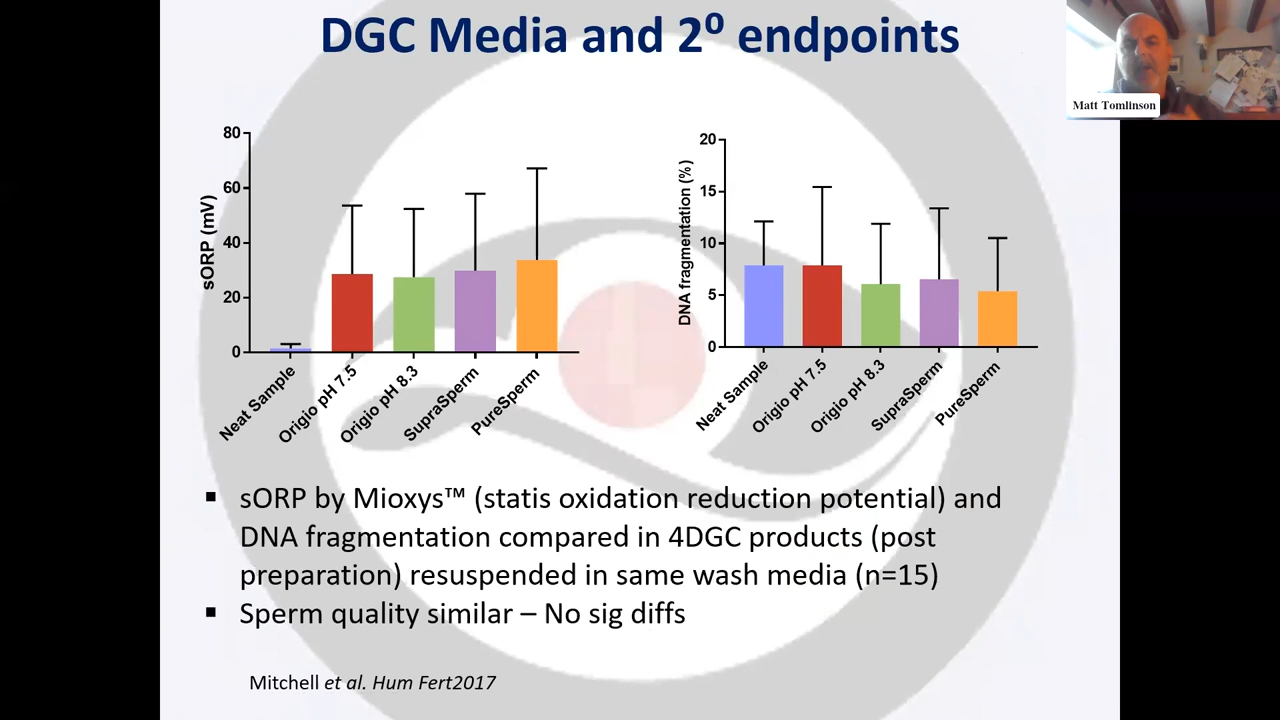 DGC Media and 2⁰ endpoints
Matt Tomlinson
sORP (mV)
80
60
40
20
0
Neat Sample
Origio pH 7.5
Origio pH 8.3
SupraSperm
PureSperm
DNA fragmentation (%)
20
15
10
5
0
Neat Sample
Origio pH 7.5
Origio pH 8.3
SupraSperm
PureSperm
▪ sORP by Mioxys™ (statis oxidation reduction potential) and
DNA fragmentation compared in 4DGC products (post
preparation) resuspended in same wash media (n=15)
▪ Sperm quality similar – No sig diffs
Mitchell et al. Hum Fert2017